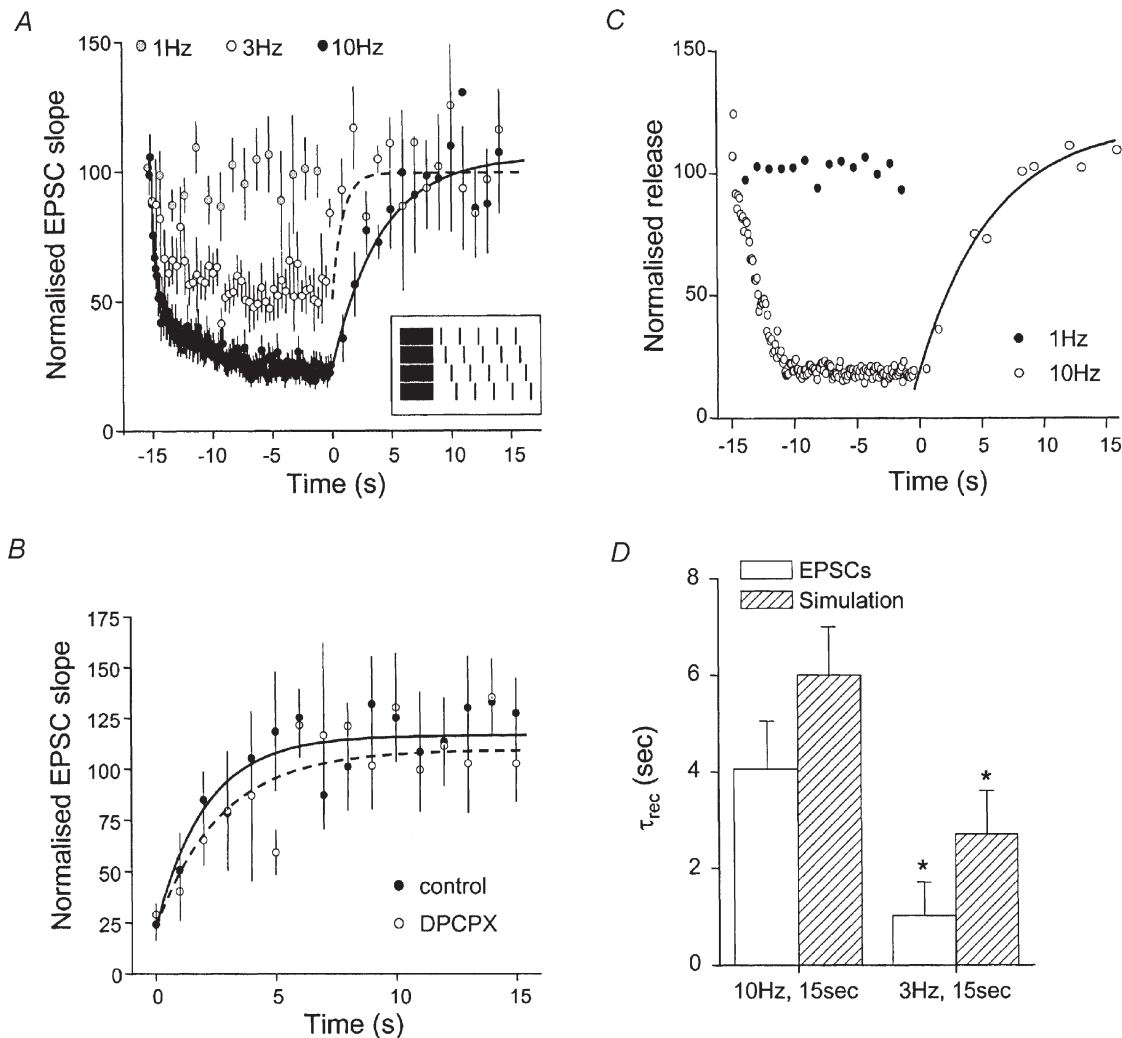 A
1Hz 3Hz 10Hz
Normalised EPSC slope
150
100
50
0
-15 -10 -5 0 5 10 15
Time (s)
C
Normalised release
150
100
50
0
1Hz
10Hz
-15 -10 -5 0 5 10 15
Time (s)
B
Normalised EPSC slope
175
150
125
100
75
50
25
0
control
DPCPX
0 5 10 15
Time (s)
D
EPSCs
Simulation
τrec (sec)
8
6
4
2
0
* *
10Hz, 15sec 3Hz, 15sec